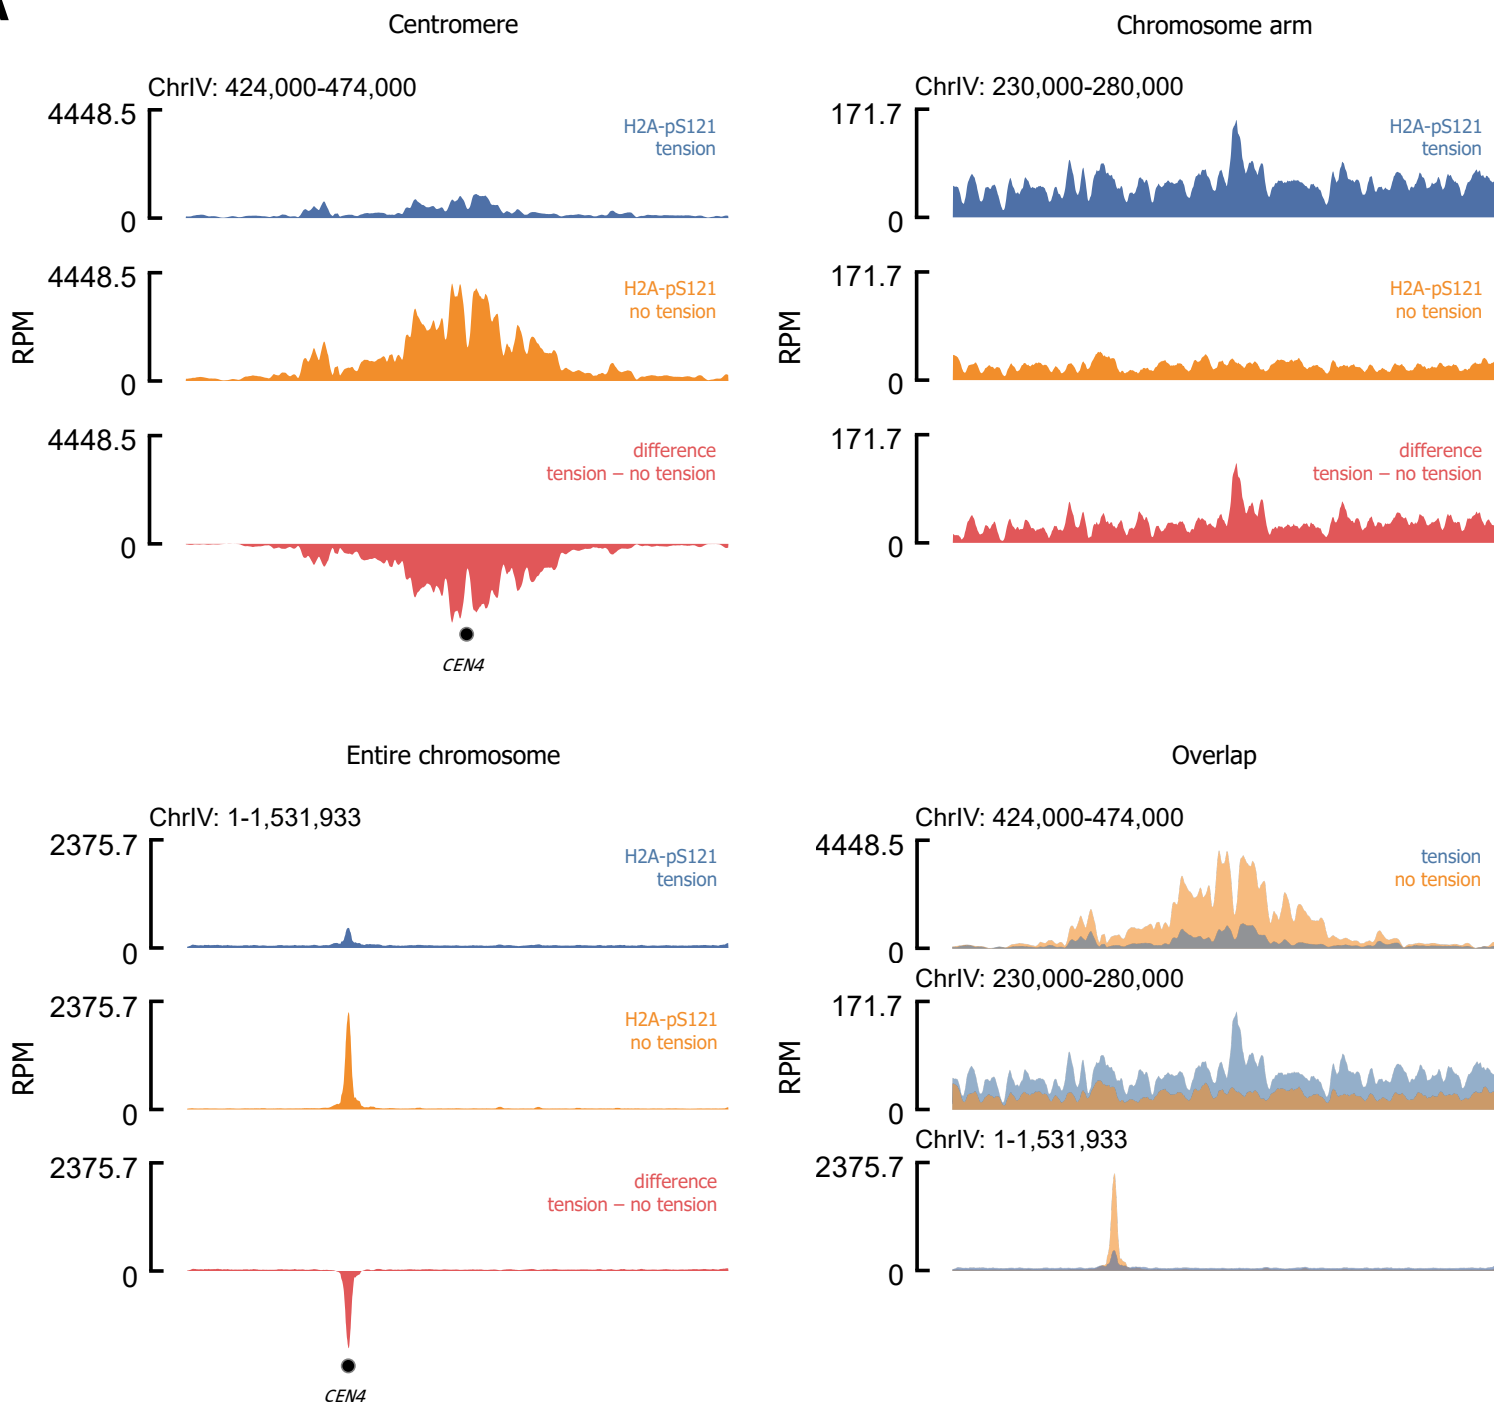 Centromere
ChrIV: 424,000-474,000
4448.5
H2A-pS121
tension
0
4448.5
H2A-pS121
no tension
RPM
0
4448.5
difference
tension – no tension
0
CEN4
Chromosome arm
ChrIV: 230,000-280,000
171.7
H2A-pS121
tension
0
171.7
H2A-pS121
no tension
RPM
0
171.7
difference
tension – no tension
0
Entire chromosome
ChrIV: 1-1,531,933
2375.7
H2A-pS121
tension
0
2375.7
H2A-pS121
no tension
RPM
0
2375.7
difference
tension – no tension
0
CEN4
Overlap
ChrIV: 424,000-474,000
4448.5
tension
no tension
0
ChrIV: 230,000-280,000
171.7
RPM
0
ChrIV: 1-1,531,933
2375.7
0